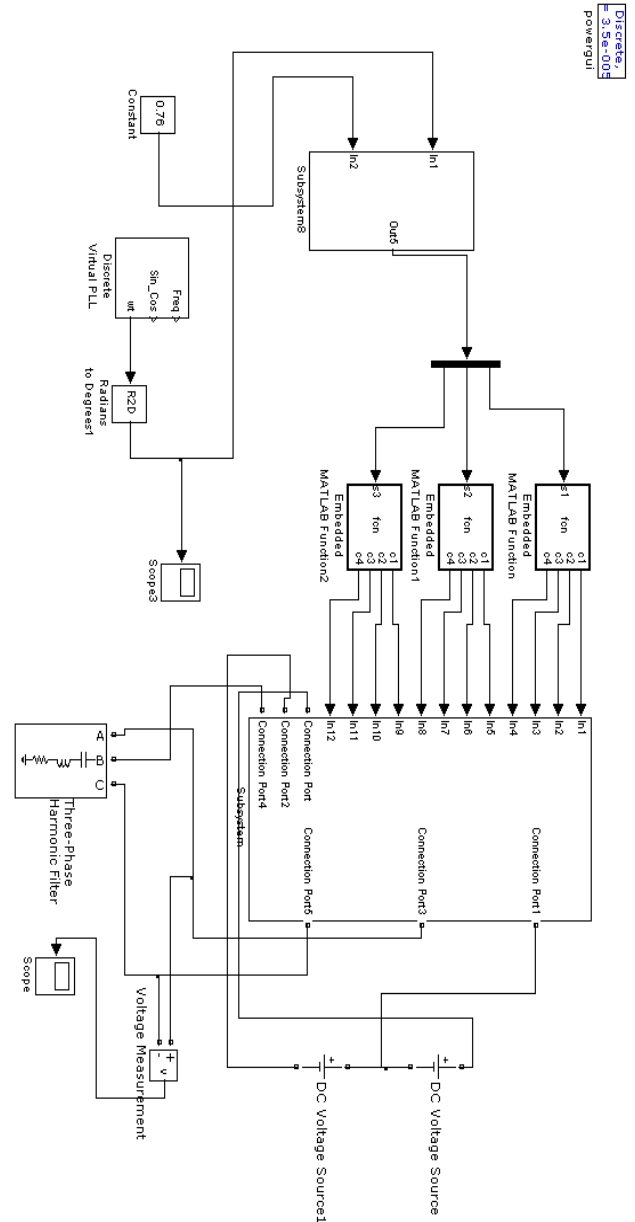 Discrete,
= 3.5e-005
powergui
0.76
Constant
In1
In2
Out5
Subsystem8
Freq
Sin_Cos
wt
Discrete
Virtual PLL
R2D
Radians
to Degrees1
Scope3
s1
fcn
c1
c2
c3
c4
Embedded
MATLAB Function
s2
fcn
c1
c2
c3
c4
Embedded
MATLAB Function1
s3
fcn
c1
c2
c3
c4
Embedded
MATLAB Function2
In1
In2
In3
In4
In5
In6
In7
In8
In9
In10
In11
In12
Connection Port
Connection Port2
Connection Port4
Connection Port1
Connection Port3
Connection Port5
Subsystem
A
B
C
Three-Phase
Harmonic Filter
Scope
+
-
v
Voltage Measurement
+
DC Voltage Source
+
DC Voltage Source1